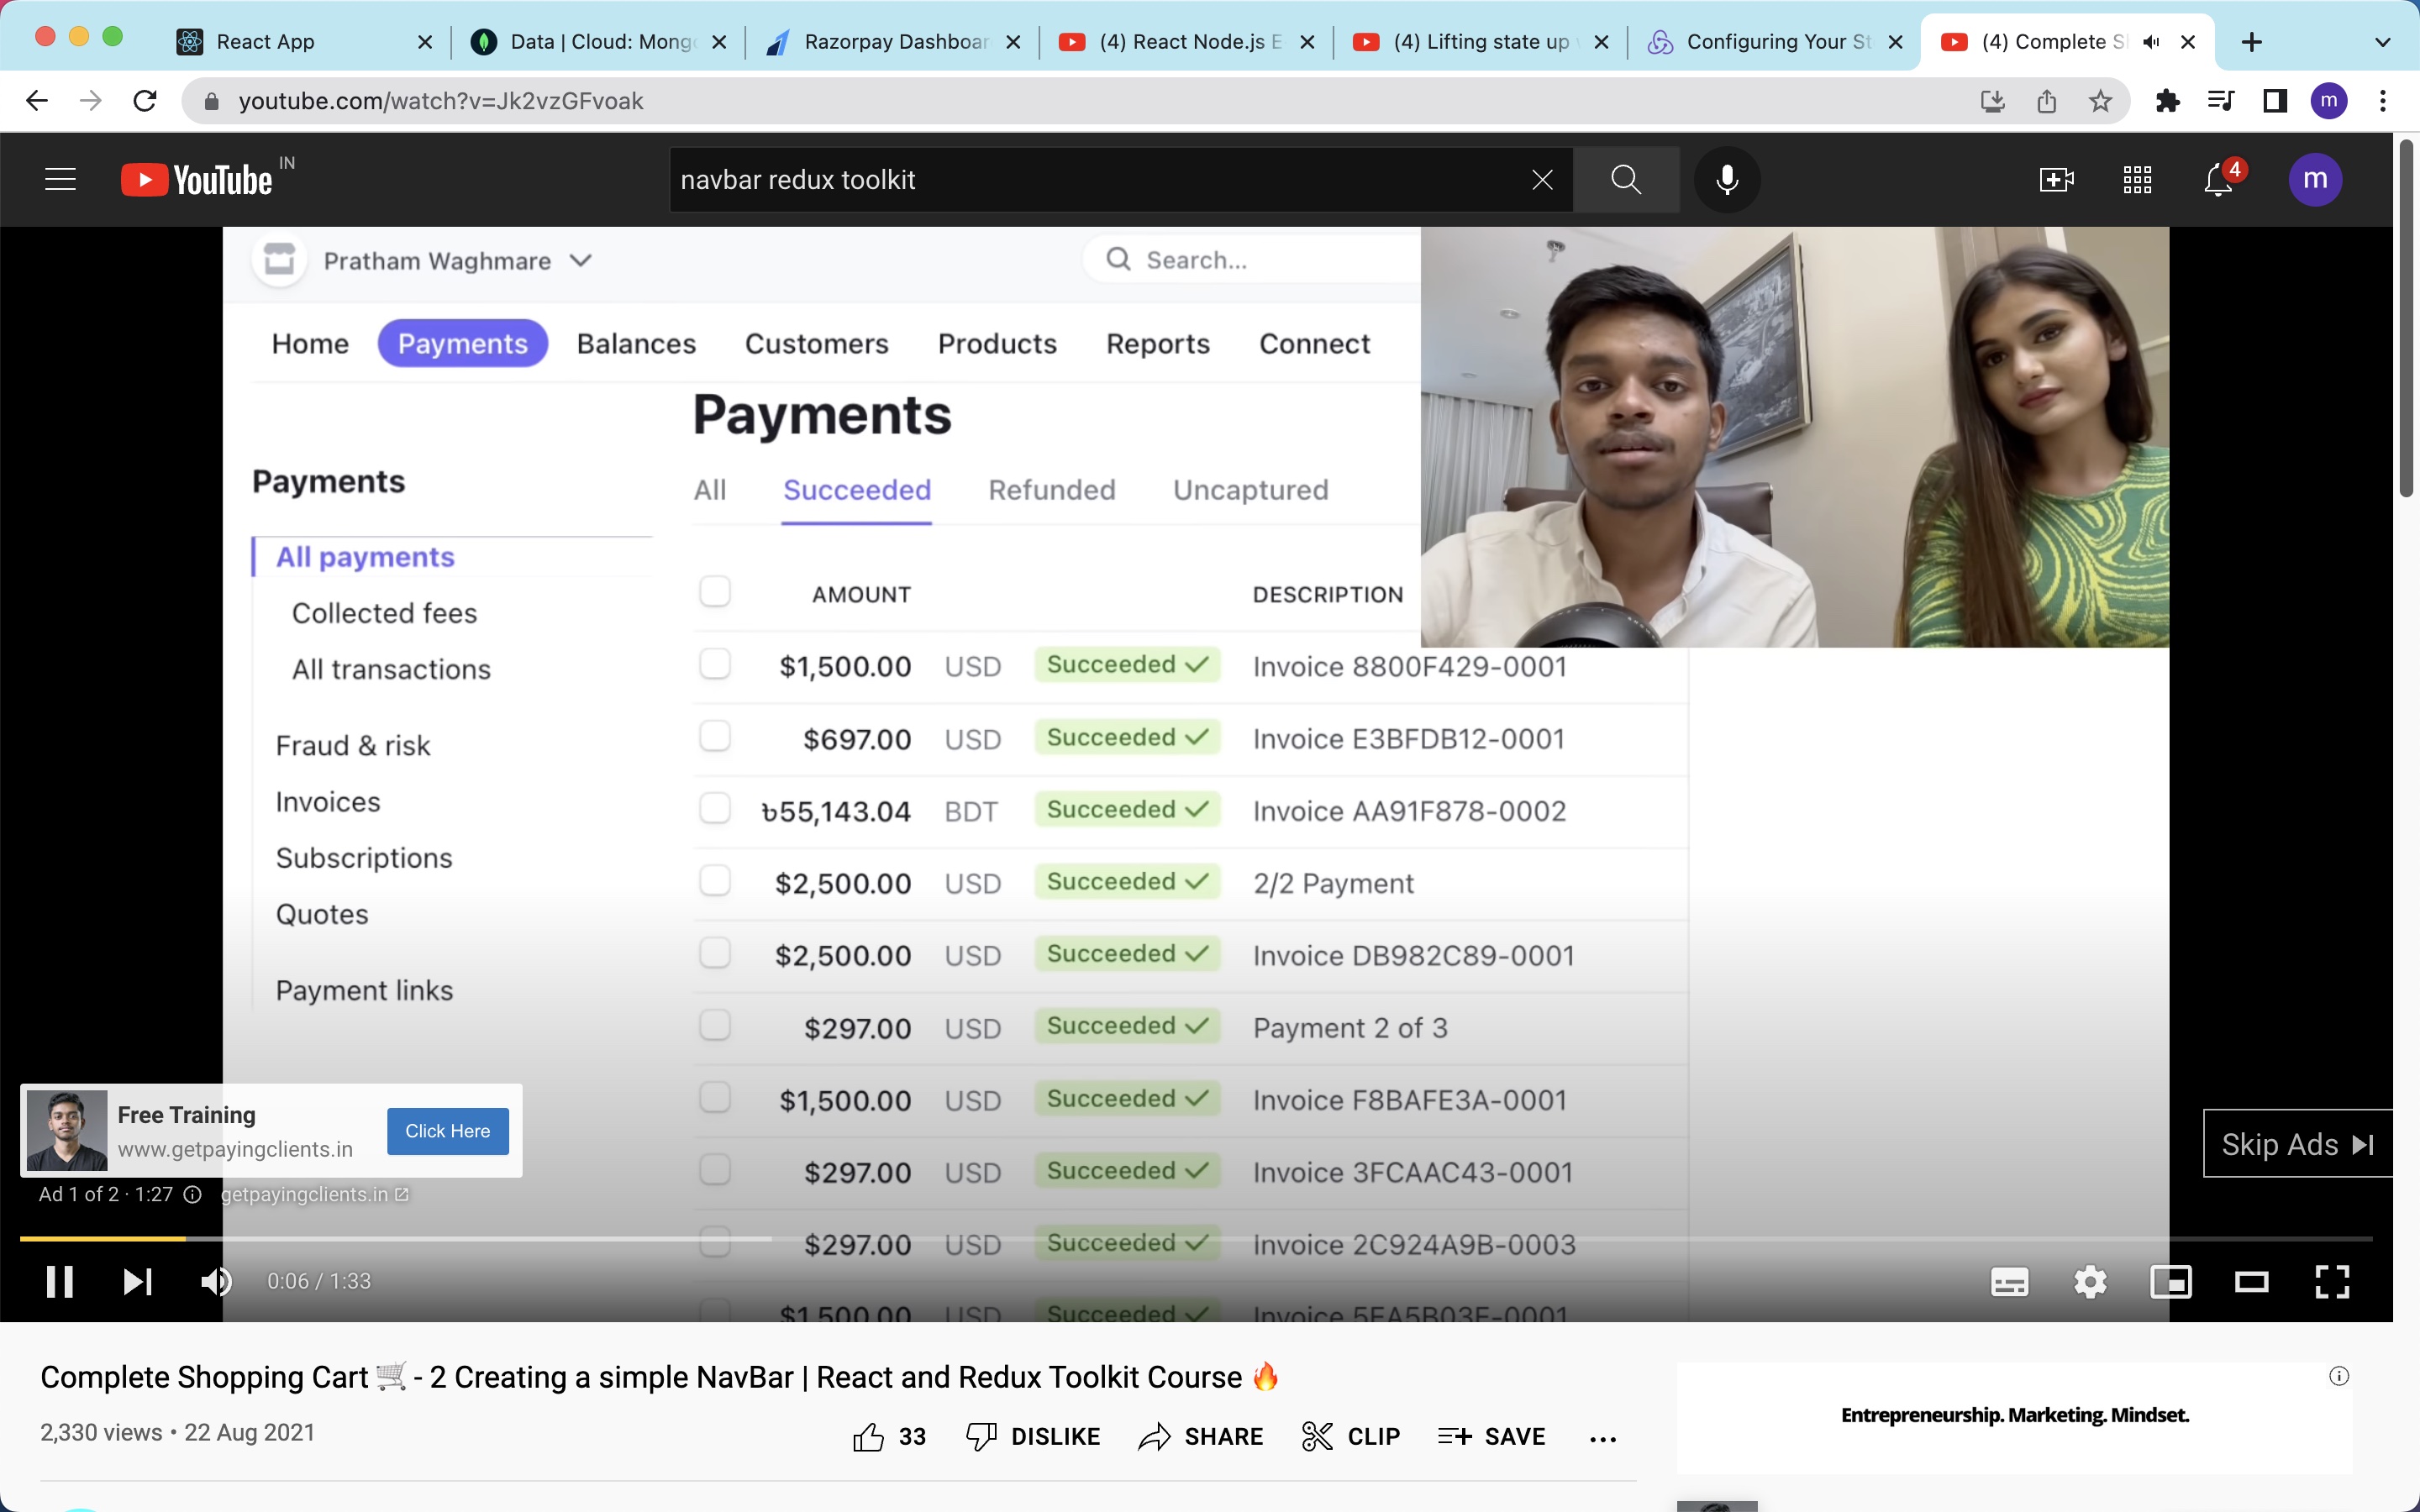 React App
Data | Cloud: Mong
Razorpay Dashboar
(4) React Node.js E
(4) Lifting state up
Configuring Your St
(4) Complete S
youtube.com/watch?v=Jk2vzGFvoak
m
YouTube IN
navbar redux toolkit
4
m
Pratham Waghmare
Search...
Home Payments Balances Customers Products Reports Connect
Payments
Payments
All Succeeded Refunded Uncaptured
All payments
Collected fees
All transactions
Fraud & risk
Invoices
Subscriptions
Quotes
Payment links
AMOUNT DESCRIPTION
$1,500.00 USD Succeeded Invoice 8800F429-0001
$697.00 USD Succeeded Invoice E3BFDB12-0001
৳55,143.04 BDT Succeeded Invoice AA91F878-0002
$2,500.00 USD Succeeded 2/2 Payment
$2,500.00 USD Succeeded Invoice DB982C89-0001
$297.00 USD Succeeded Payment 2 of 3
$1,500.00 USD Succeeded Invoice F8BAFE3A-0001
$297.00 USD Succeeded Invoice 3FCAAC43-0001
$297.00 USD Succeeded Invoice 2C924A9B-0003
$1,500.00 USD Succeeded Invoice 5EA5B03E-0001
Free Training
www.getpayingclients.in
Click Here
Ad 1 of 2 · 1:27 getpayingclients.in
Skip Ads
0:06 / 1:33
Complete Shopping Cart 🛒 - 2 Creating a simple NavBar | React and Redux Toolkit Course 🔥
2,330 views • 22 Aug 2021
33 DISLIKE SHARE CLIP SAVE ...
Entrepreneurship. Marketing. Mindset.